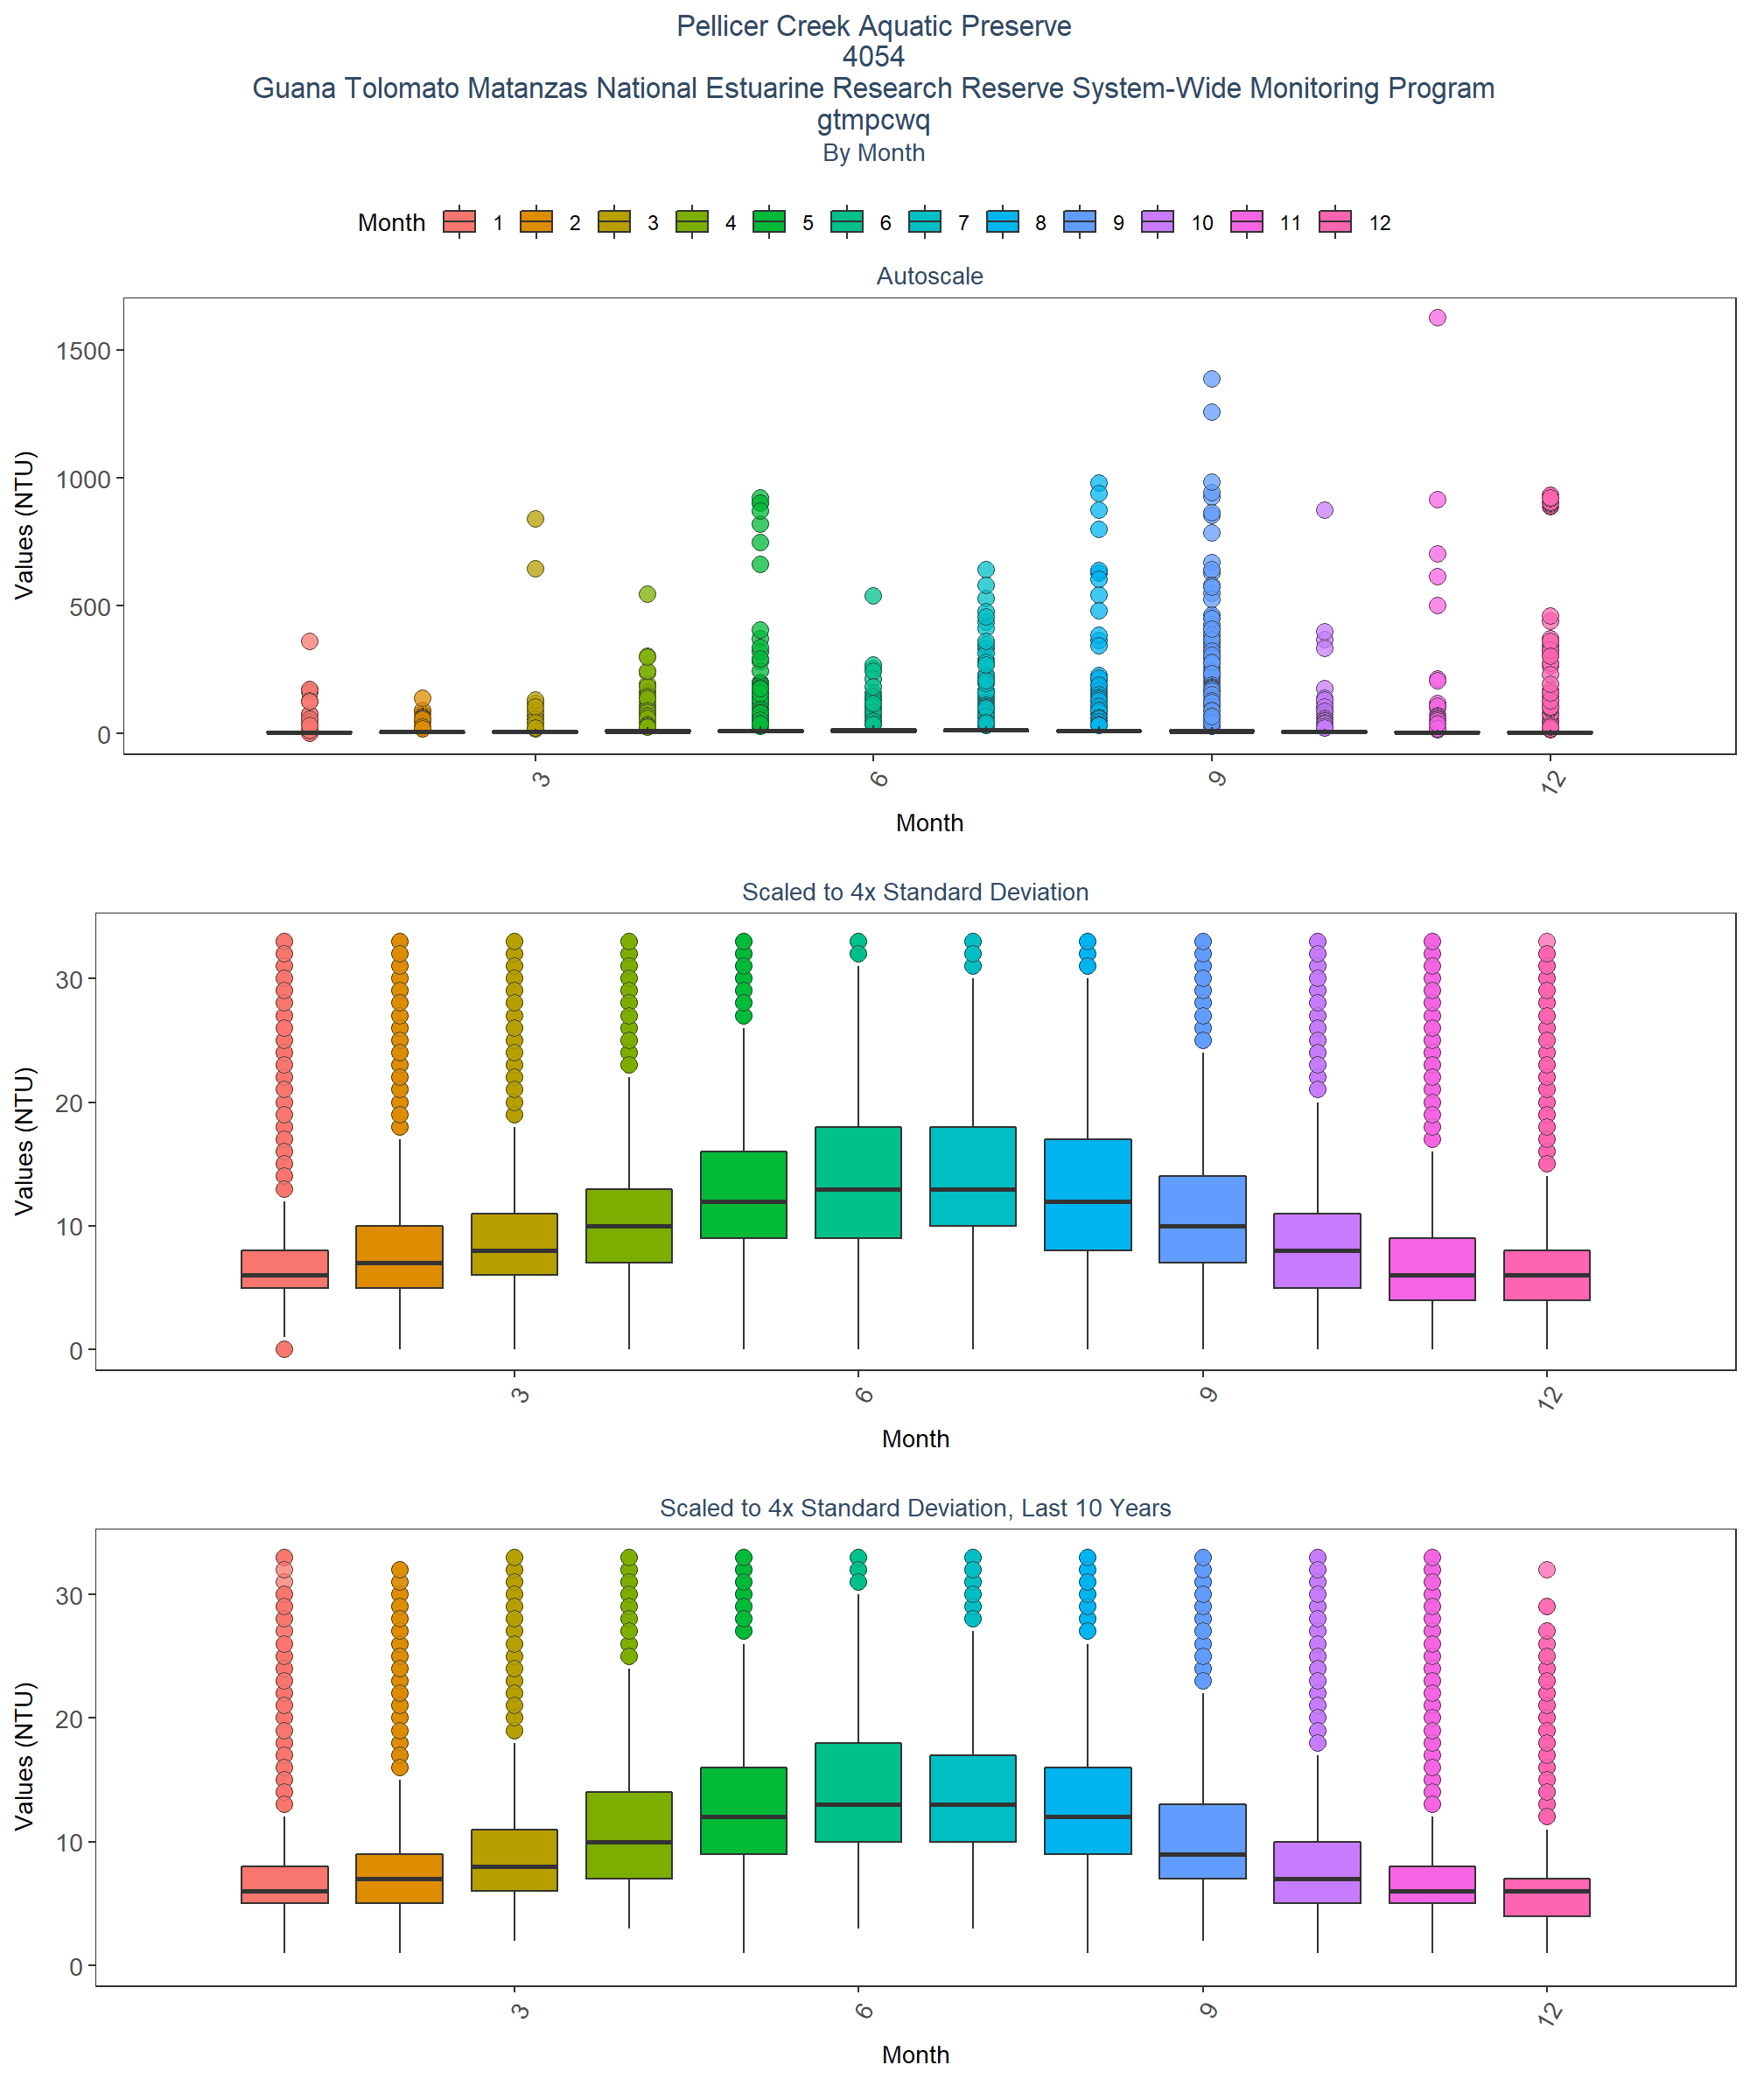 Pellicer Creek Aquatic Preserve
4054
Guana Tolomato Matanzas National Estuarine Research Reserve System-Wide Monitoring Program
gtmpcwq
By Month
Month 1 2 3 4 5 6 7 8 9 10 11 12
Autoscale
Values (NTU)
1500
1000
500
0
3 6 9 12
Month
Scaled to 4x Standard Deviation
Values (NTU)
30
20
10
0
3 6 9 12
Month
Scaled to 4x Standard Deviation, Last 10 Years
Values (NTU)
30
20
10
0
3 6 9 12
Month